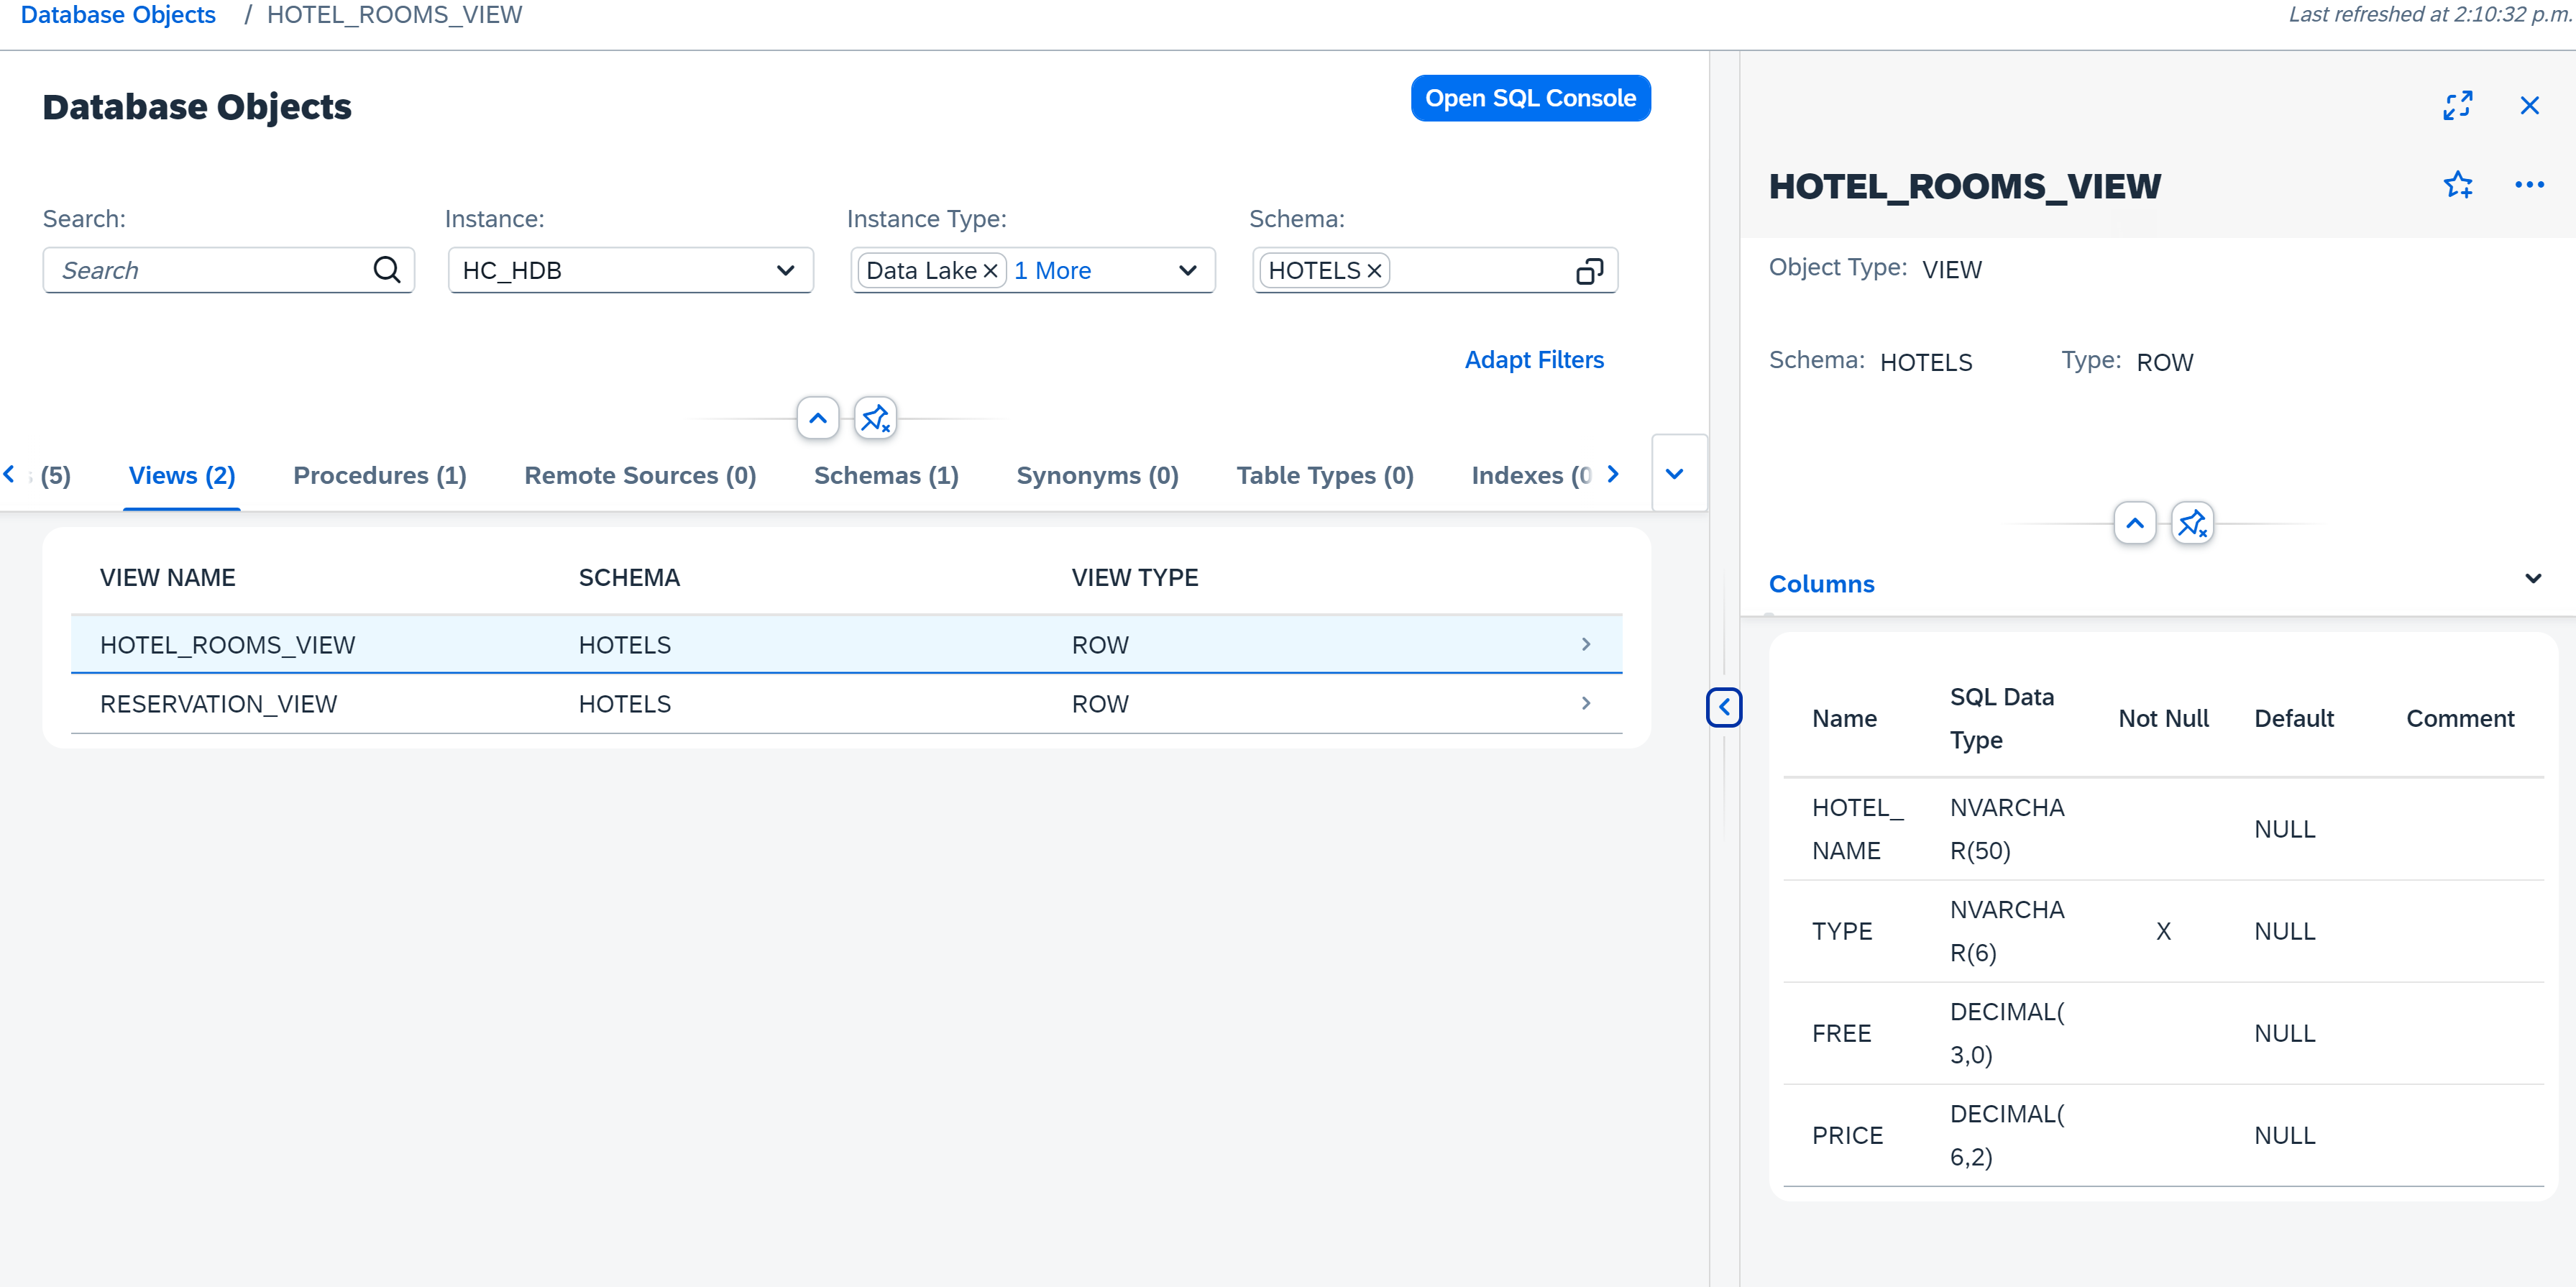 Database Objects / HOTEL_ROOMS_VIEW
Last refreshed at 2:10:32 p.m.
Database Objects
Open SQL Console
Search: Instance: Instance Type: Schema:
Search HC_HDB Data Lake 1 More HOTELS
Adapt Filters
(5) Views (2) Procedures (1) Remote Sources (0) Schemas (1) Synonyms (0) Table Types (0) Indexes (0
VIEW NAME SCHEMA VIEW TYPE
HOTEL_ROOMS_VIEW HOTELS ROW
RESERVATION_VIEW HOTELS ROW
HOTEL_ROOMS_VIEW
Object Type: VIEW
Schema: HOTELS Type: ROW
Columns
Name SQL Data Type Not Null Default Comment
HOTEL_
NAME NVARCHA
R(50) NULL
TYPE NVARCHA
R(6) X NULL
FREE DECIMAL(
3,0) NULL
PRICE DECIMAL(
6,2) NULL